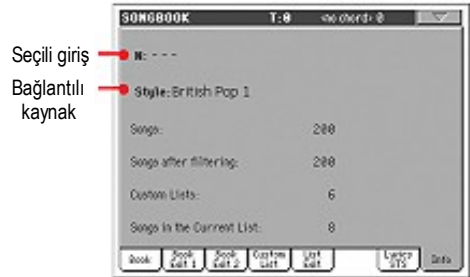 SONGBOOK T:0 <no chord> 0
Seçili giriş
N: - - -
Bağlantılı
kaynak
Style: British Pop 1
Songs: 200
Songs after filtering: 200
Custom Lists: 6
Songs in the Current List: 8
Book
Book Edit 1
Book Edit 2
Custom List
List Edit
Lyrics STS
Info